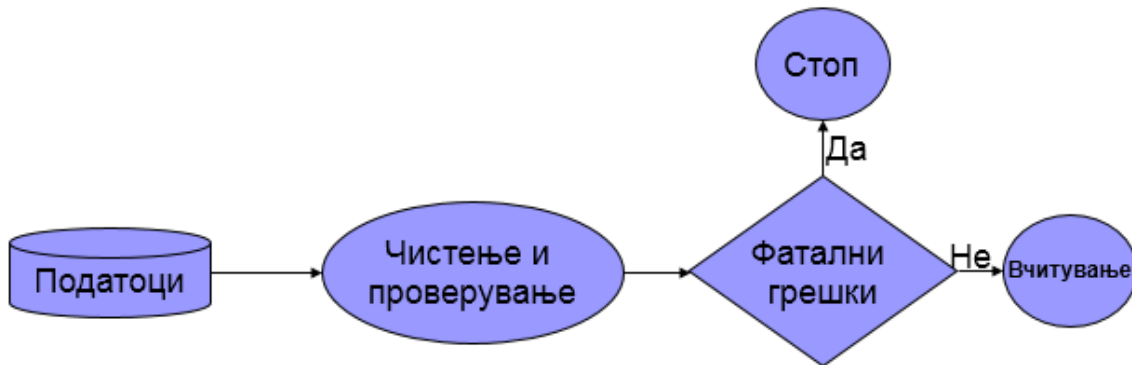 Стоп
Да
Податоци
Чистење и
проверување
Фатални
грешки
Не
Вчитување